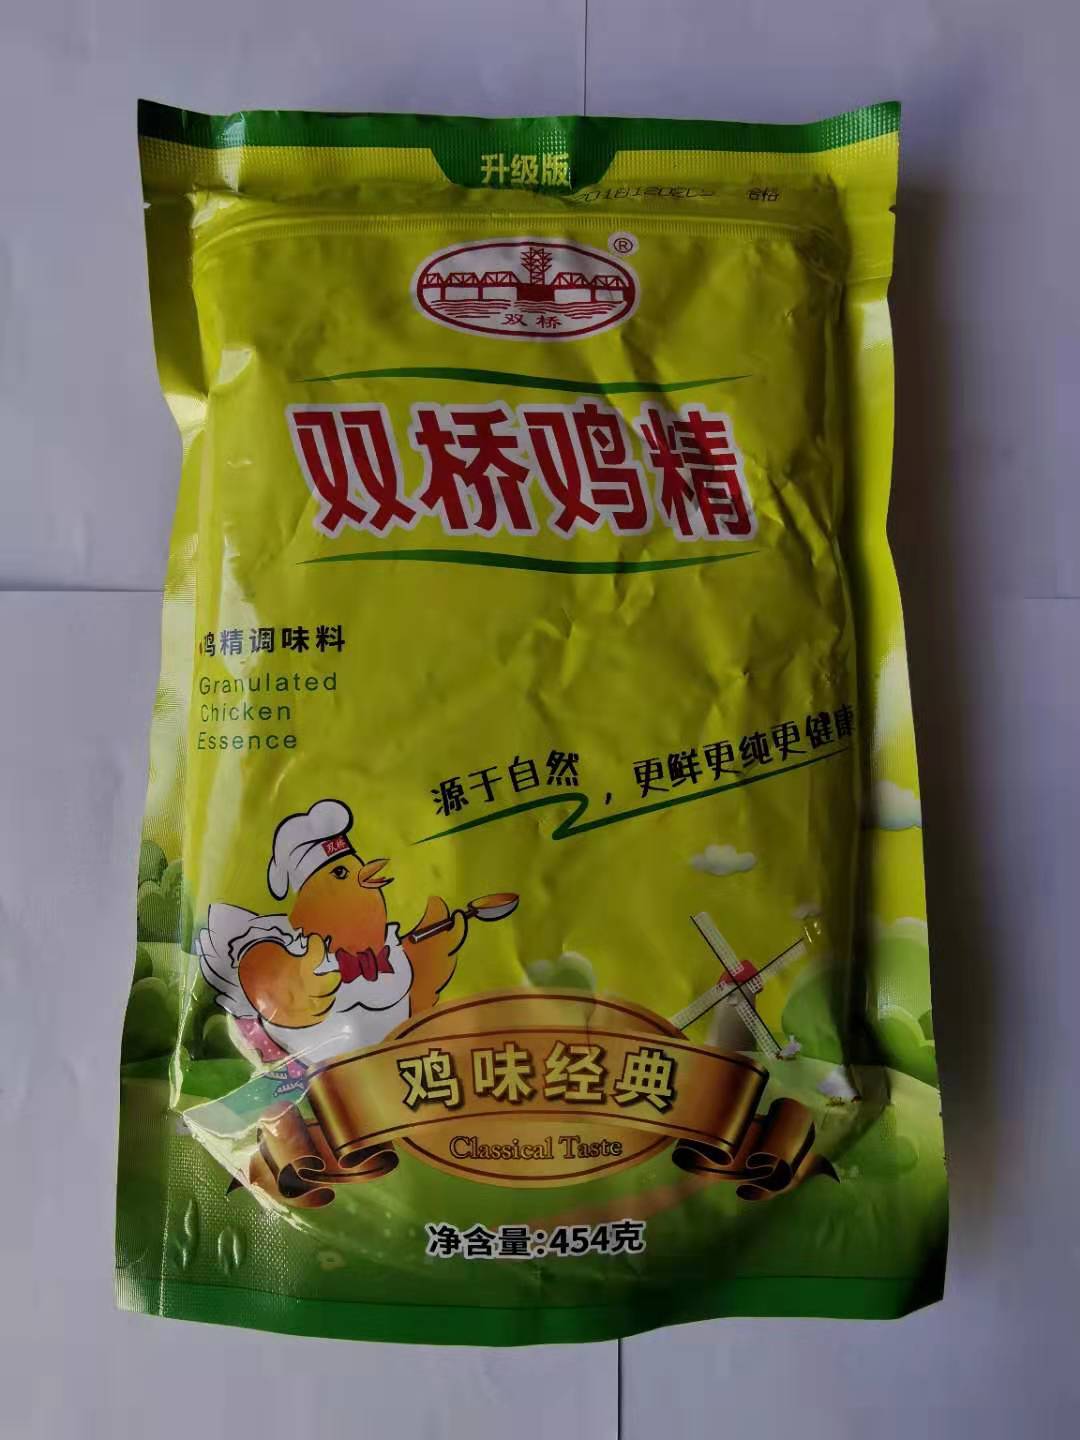 升级版
合格
®
双桥
双桥鸡精
鸡精调味料
Granulated
Chicken
Essence
源于自然，更鲜更纯更健康
双桥
鸡味经典
Classical Taste
净含量:454克